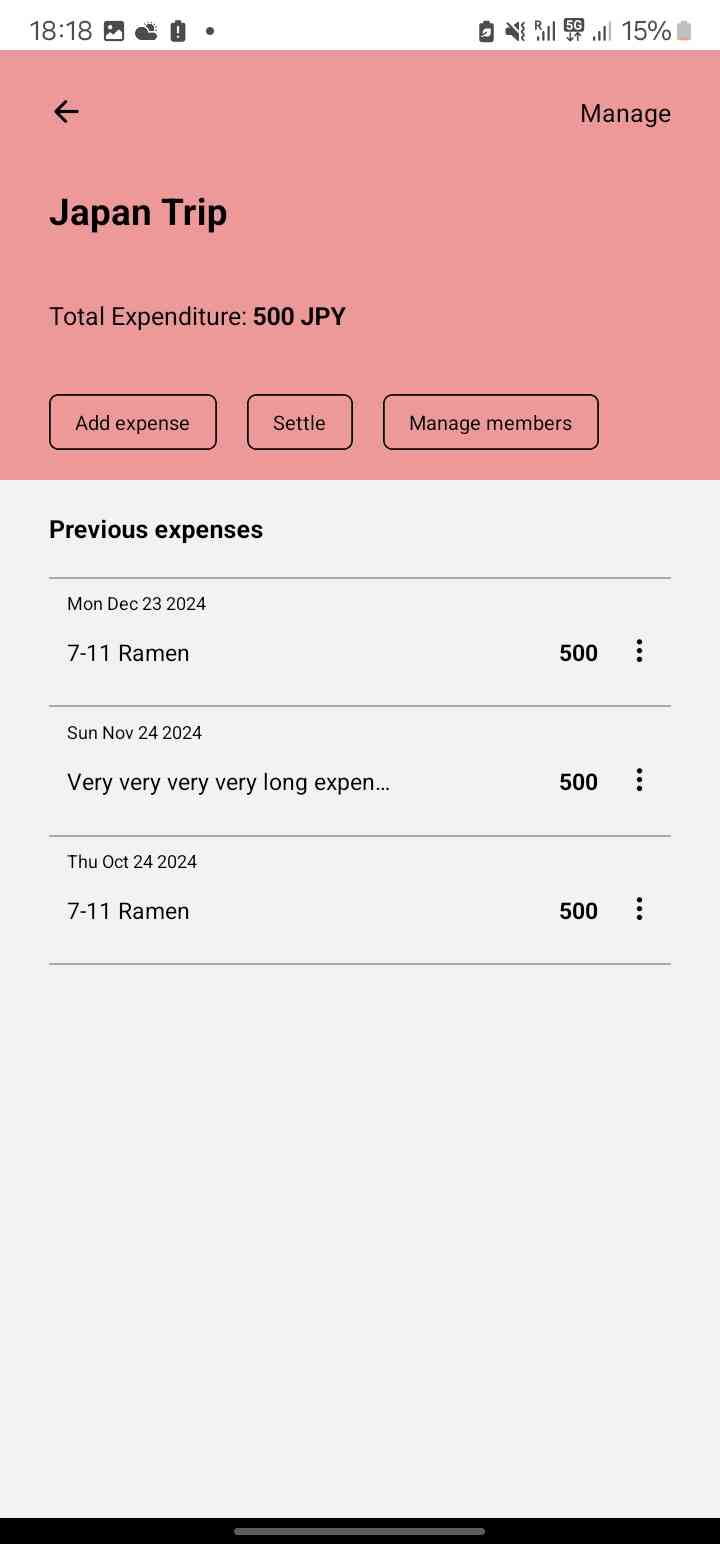 18:18 R 5G 15%
Manage
Japan Trip
Total Expenditure: 500 JPY
Add expense Settle Manage members
Previous expenses
Mon Dec 23 2024
7-11 Ramen 500
Sun Nov 24 2024
Very very very very long expen... 500
Thu Oct 24 2024
7-11 Ramen 500